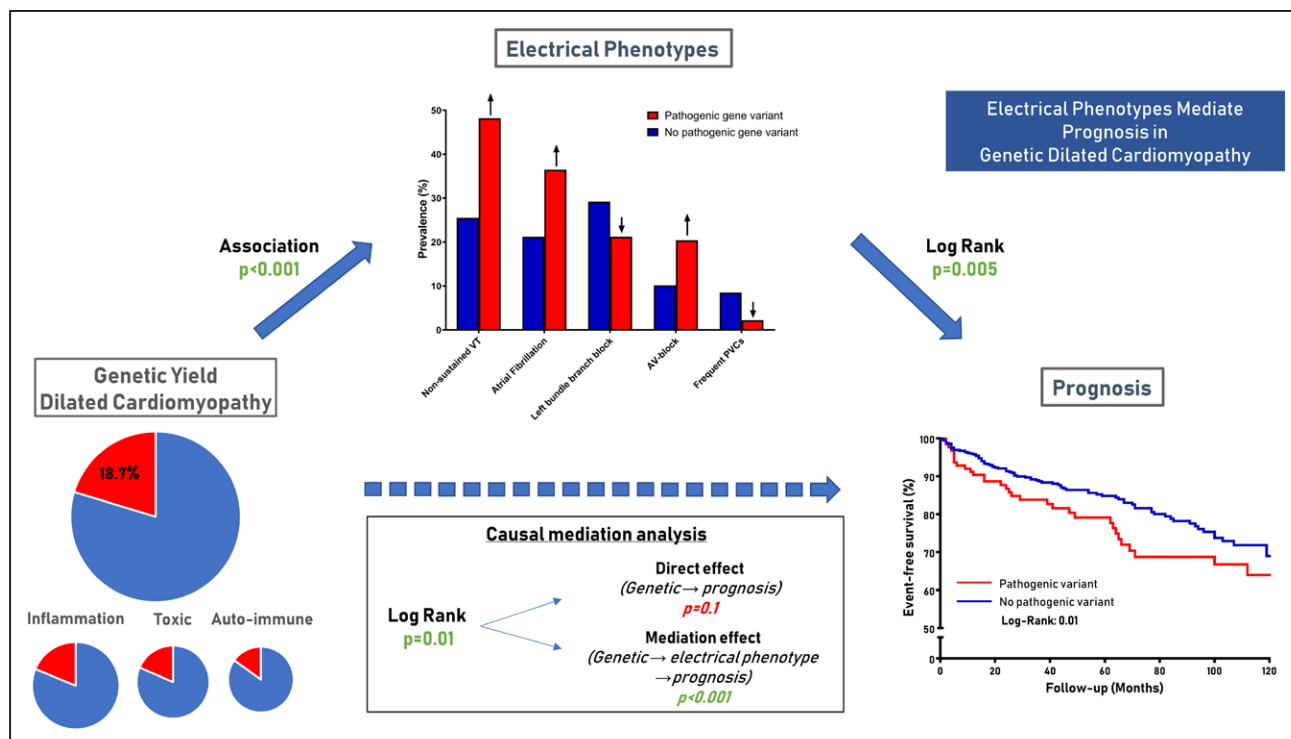 Electrical Phenotypes
Electrical Phenotypes Mediate
Prognosis in
Genetic Dilated Cardiomyopathy
Pathogenic gene variant
No pathogenic gene variant
Prevalence (%)
50
40
30
20
10
0
Non-sustained VT
Atrial Fibrillation
Left bundle branch block
AV-block
Frequent PVCs
Association
p<0.001
Log Rank
p=0.005
Genetic Yield
Dilated Cardiomyopathy
18.7%
Inflammation
Toxic
Auto-immune
Causal mediation analysis
Log Rank
p=0.01
Direct effect
(Genetic → prognosis)
p=0.1
Mediation effect
(Genetic → electrical phenotype
→prognosis)
p<0.001
Prognosis
Event-free survival (%)
100
90
80
70
60
50
0
Pathogenic variant
No pathogenic variant
Log-Rank: 0.01
0 20 40 60 80 100 120
Follow-up (Months)